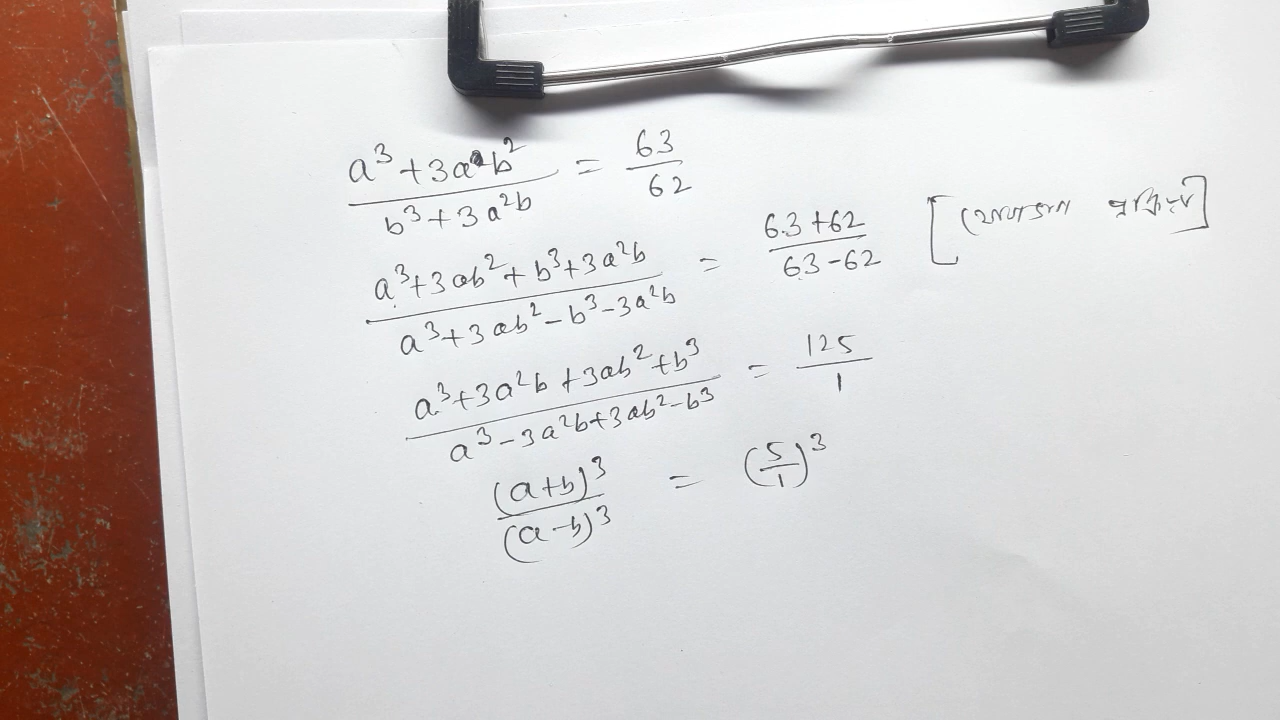 a³ + 3ab² / b³ + 3a²b = 63 / 62
a³ + 3ab² + b³ + 3a²b / a³ + 3ab² - b³ - 3a²b = 63 + 62 / 63 - 62 [যোজন
a³ + 3a²b + 3ab² + b³ / a³ - 3a²b + 3ab² - b³ = 125 / 1
(a+b)³ / (a-b)³ = (5/1)³